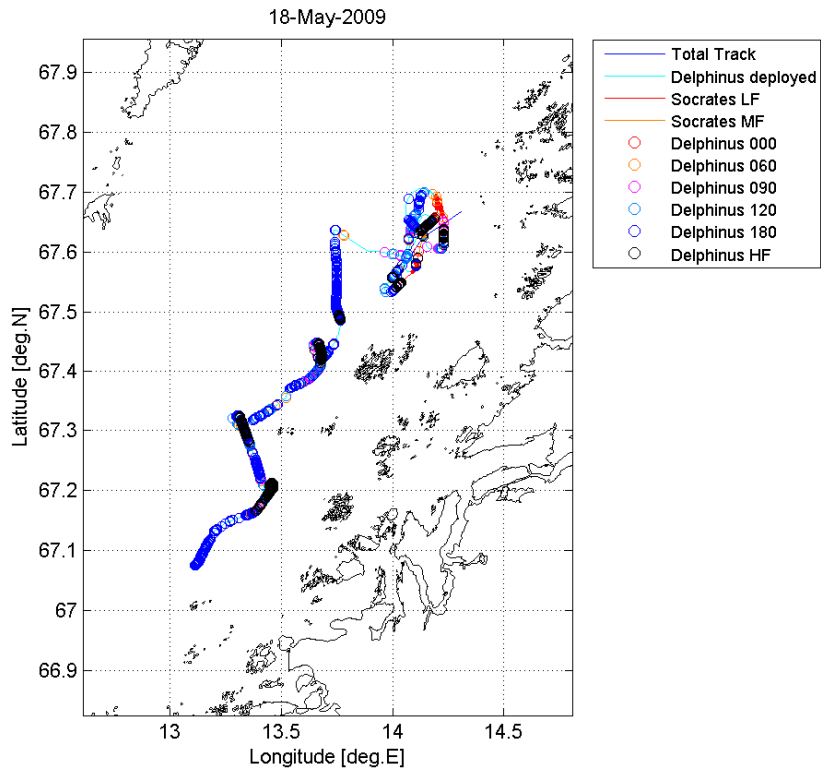 18-May-2009
67.9
67.8
67.7
67.6
67.5
67.4
67.3
67.2
67.1
67
66.9
Latitude [deg.N]
13
13.5
14
14.5
Longitude [deg.E]
Total Track
Delphinus deployed
Socrates LF
Socrates MF
Delphinus 000
Delphinus 060
Delphinus 090
Delphinus 120
Delphinus 180
Delphinus HF